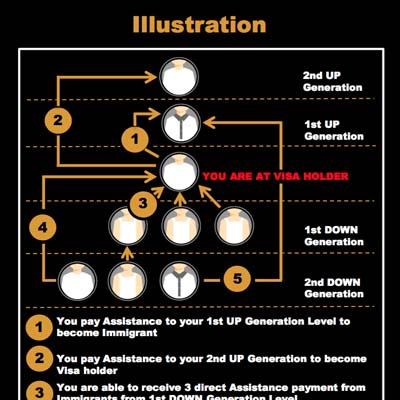 Illustration
2nd UP
Generation
2
1st UP
Generation
1
YOU ARE AT VISA HOLDER
3
4
1st DOWN
Generation
5
2nd DOWN
Generation
1 You pay Assistance to your 1st UP Generation Level to
become Immigrant
2 You pay Assistance to your 2nd UP Generation to become
Visa holder
3 You are able to receive 3 direct Assistance payment from
Immigrants from 1st DOWN Generation Level